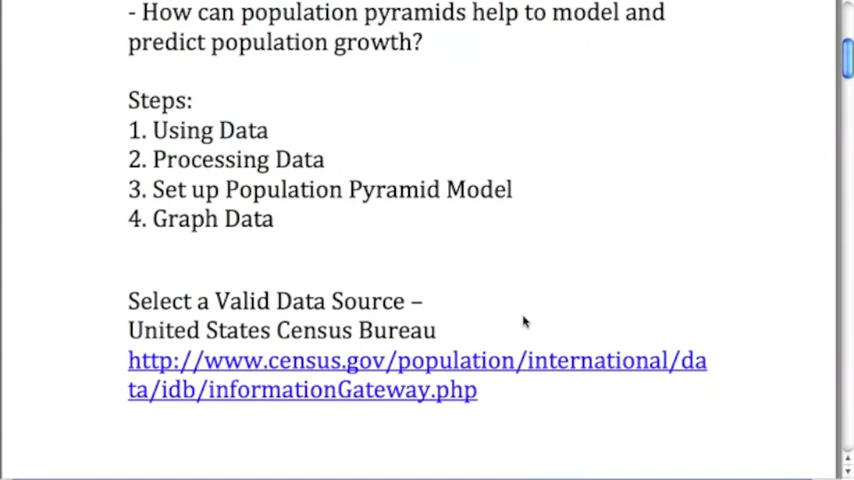 - How can population pyramids help to model and
predict population growth?
Steps:
1. Using Data
2. Processing Data
3. Set up Population Pyramid Model
4. Graph Data
Select a Valid Data Source –
United States Census Bureau
http://www.census.gov/population/international/da
ta/idb/informationGateway.php